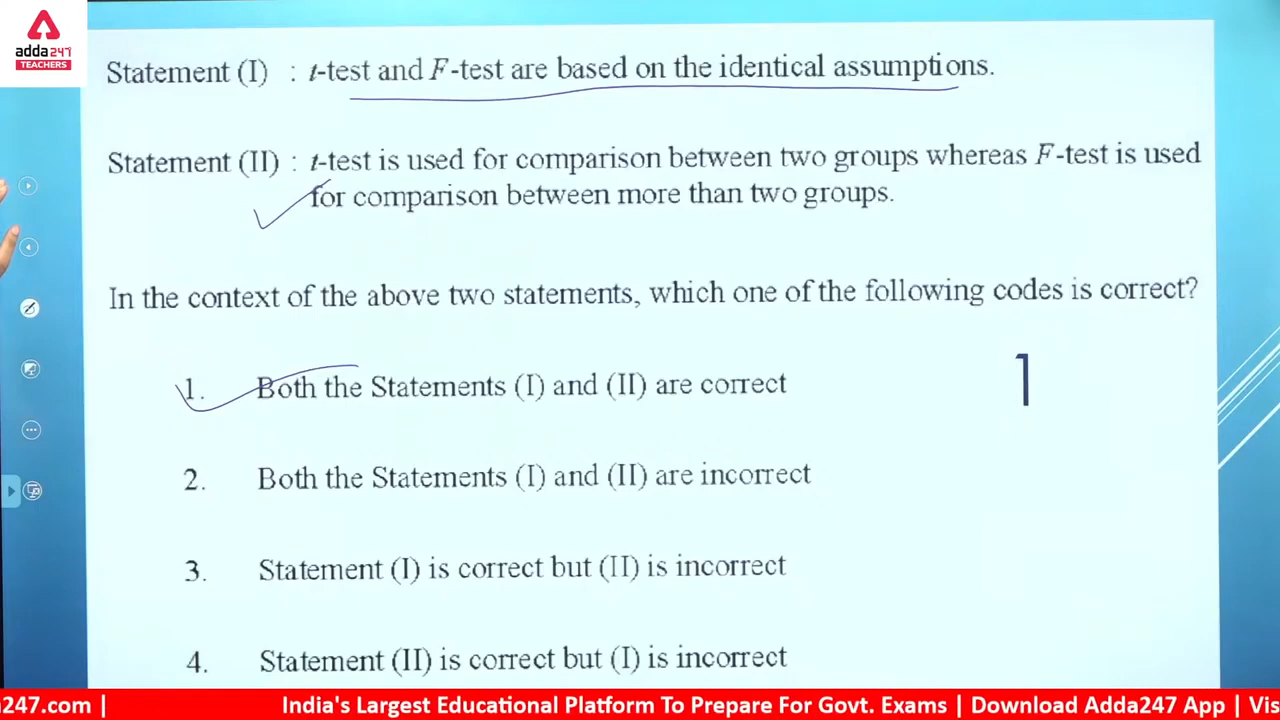 adda247
TEACHERS
Statement (I) : t-test and F-test are based on the identical assumptions.
Statement (II) : t-test is used for comparison between two groups whereas F-test is used
for comparison between more than two groups.
In the context of the above two statements, which one of the following codes is correct?
1. Both the Statements (I) and (II) are correct
1
2. Both the Statements (I) and (II) are incorrect
3. Statement (I) is correct but (II) is incorrect
4. Statement (II) is correct but (I) is incorrect
a247.com | India's Largest Educational Platform To Prepare For Govt. Exams | Download Adda247 App | Vis